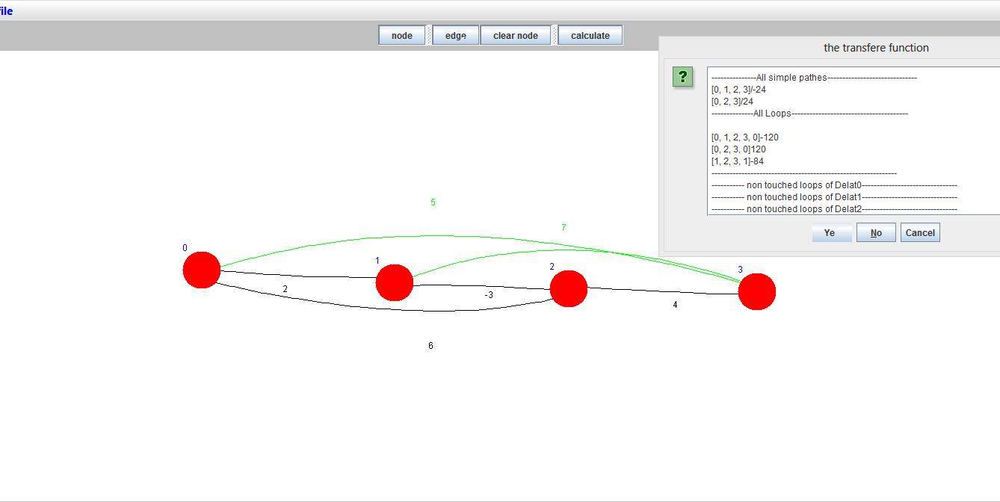 file
node edge clear node calculate
the transfere function
---------------All simple pathes------------------------------
[0, 1, 2, 3]/-24
[0, 2, 3]/24
--------------All Loops---------------------------------------
[0, 1, 2, 3, 0]-120
[0, 2, 3, 0]120
[1, 2, 3, 1]-84
--------------------------------------------------------------
----------- non touched loops of Delat0--------------------------------
----------- non touched loops of Delat1--------------------------------
----------- non touched loops of Delat2--------------------------------
?
Ye No Cancel
5
7
0
1
2
3
2
-3
4
6